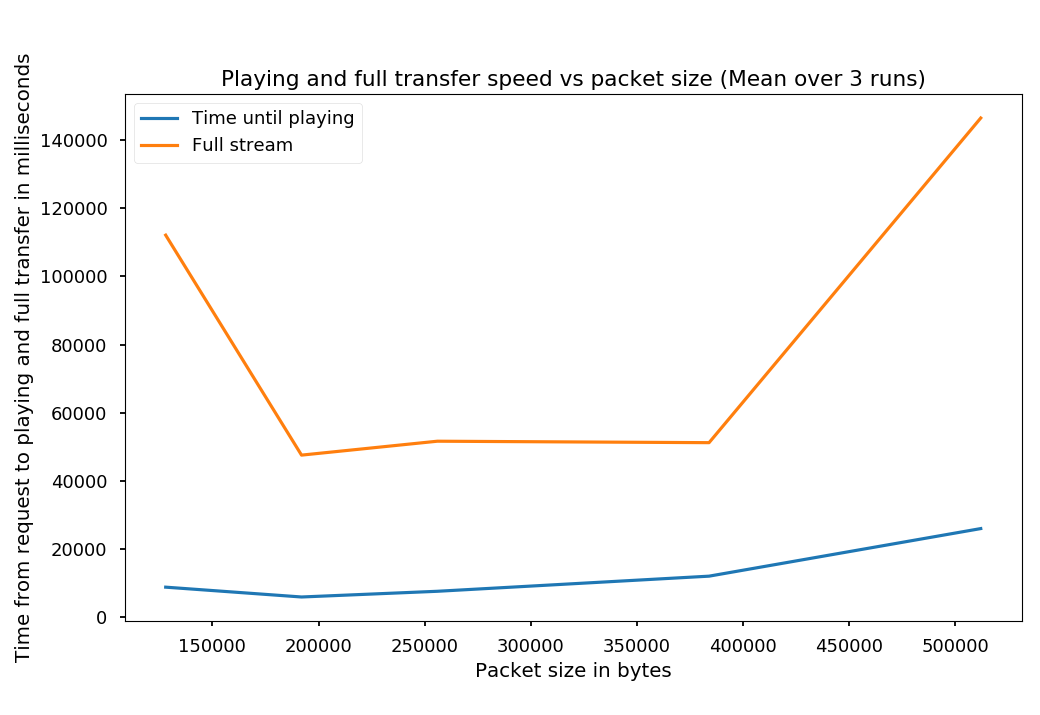 Playing and full transfer speed vs packet size (Mean over 3 runs)
Time until playing
Full stream
Time from request to playing and full transfer in milliseconds
140000
120000
100000
80000
60000
40000
20000
0
150000 200000 250000 300000 350000 400000 450000 500000
Packet size in bytes